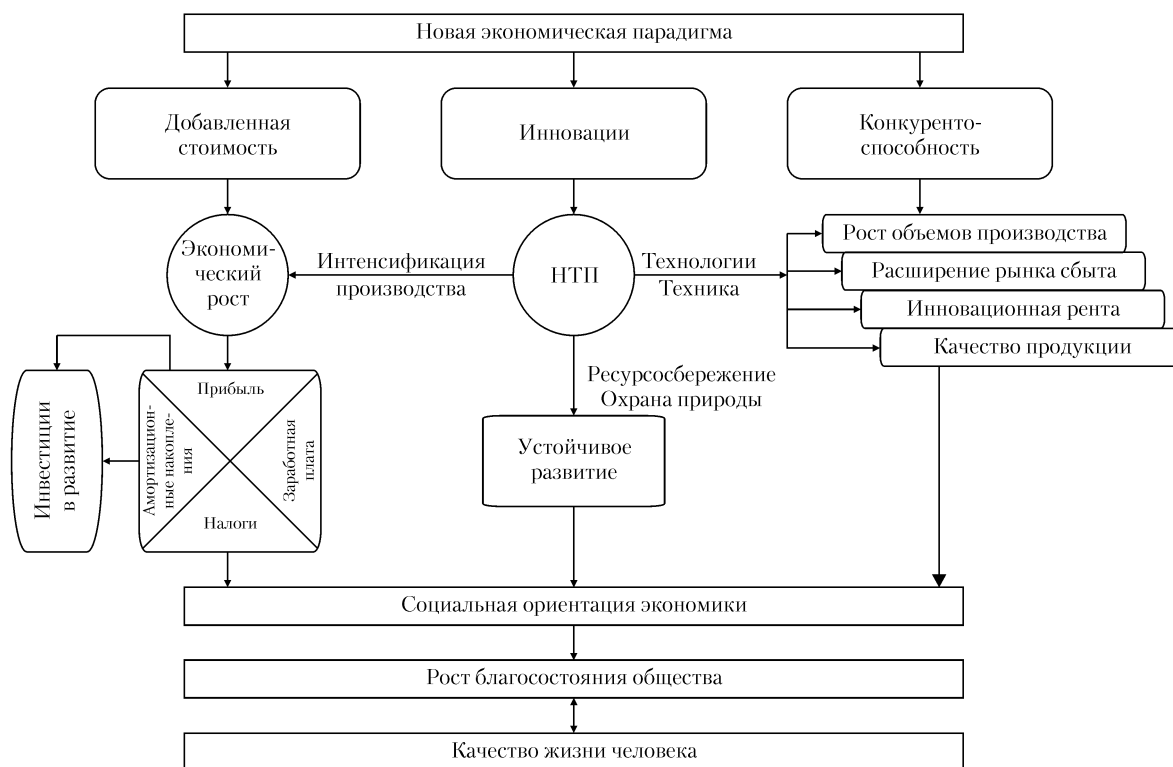 Новая экономическая парадигма
Добавленная
стоимость
Инновации
Конкуренто-
способность
Экономи-
ческий
рост
Интенсификация
производства
НТП
Технологии
Техника
Рост объемов производства
Расширение рынка сбыта
Инновационная рента
Качество продукции
Ресурсосбережение
Охрана природы
Инвестиции
в развитие
Прибыль
Амортизацион-
ные накопле-
ния
Заработная
плата
Налоги
Устойчивое
развитие
Социальная ориентация экономики
Рост благосостояния общества
Качество жизни человека